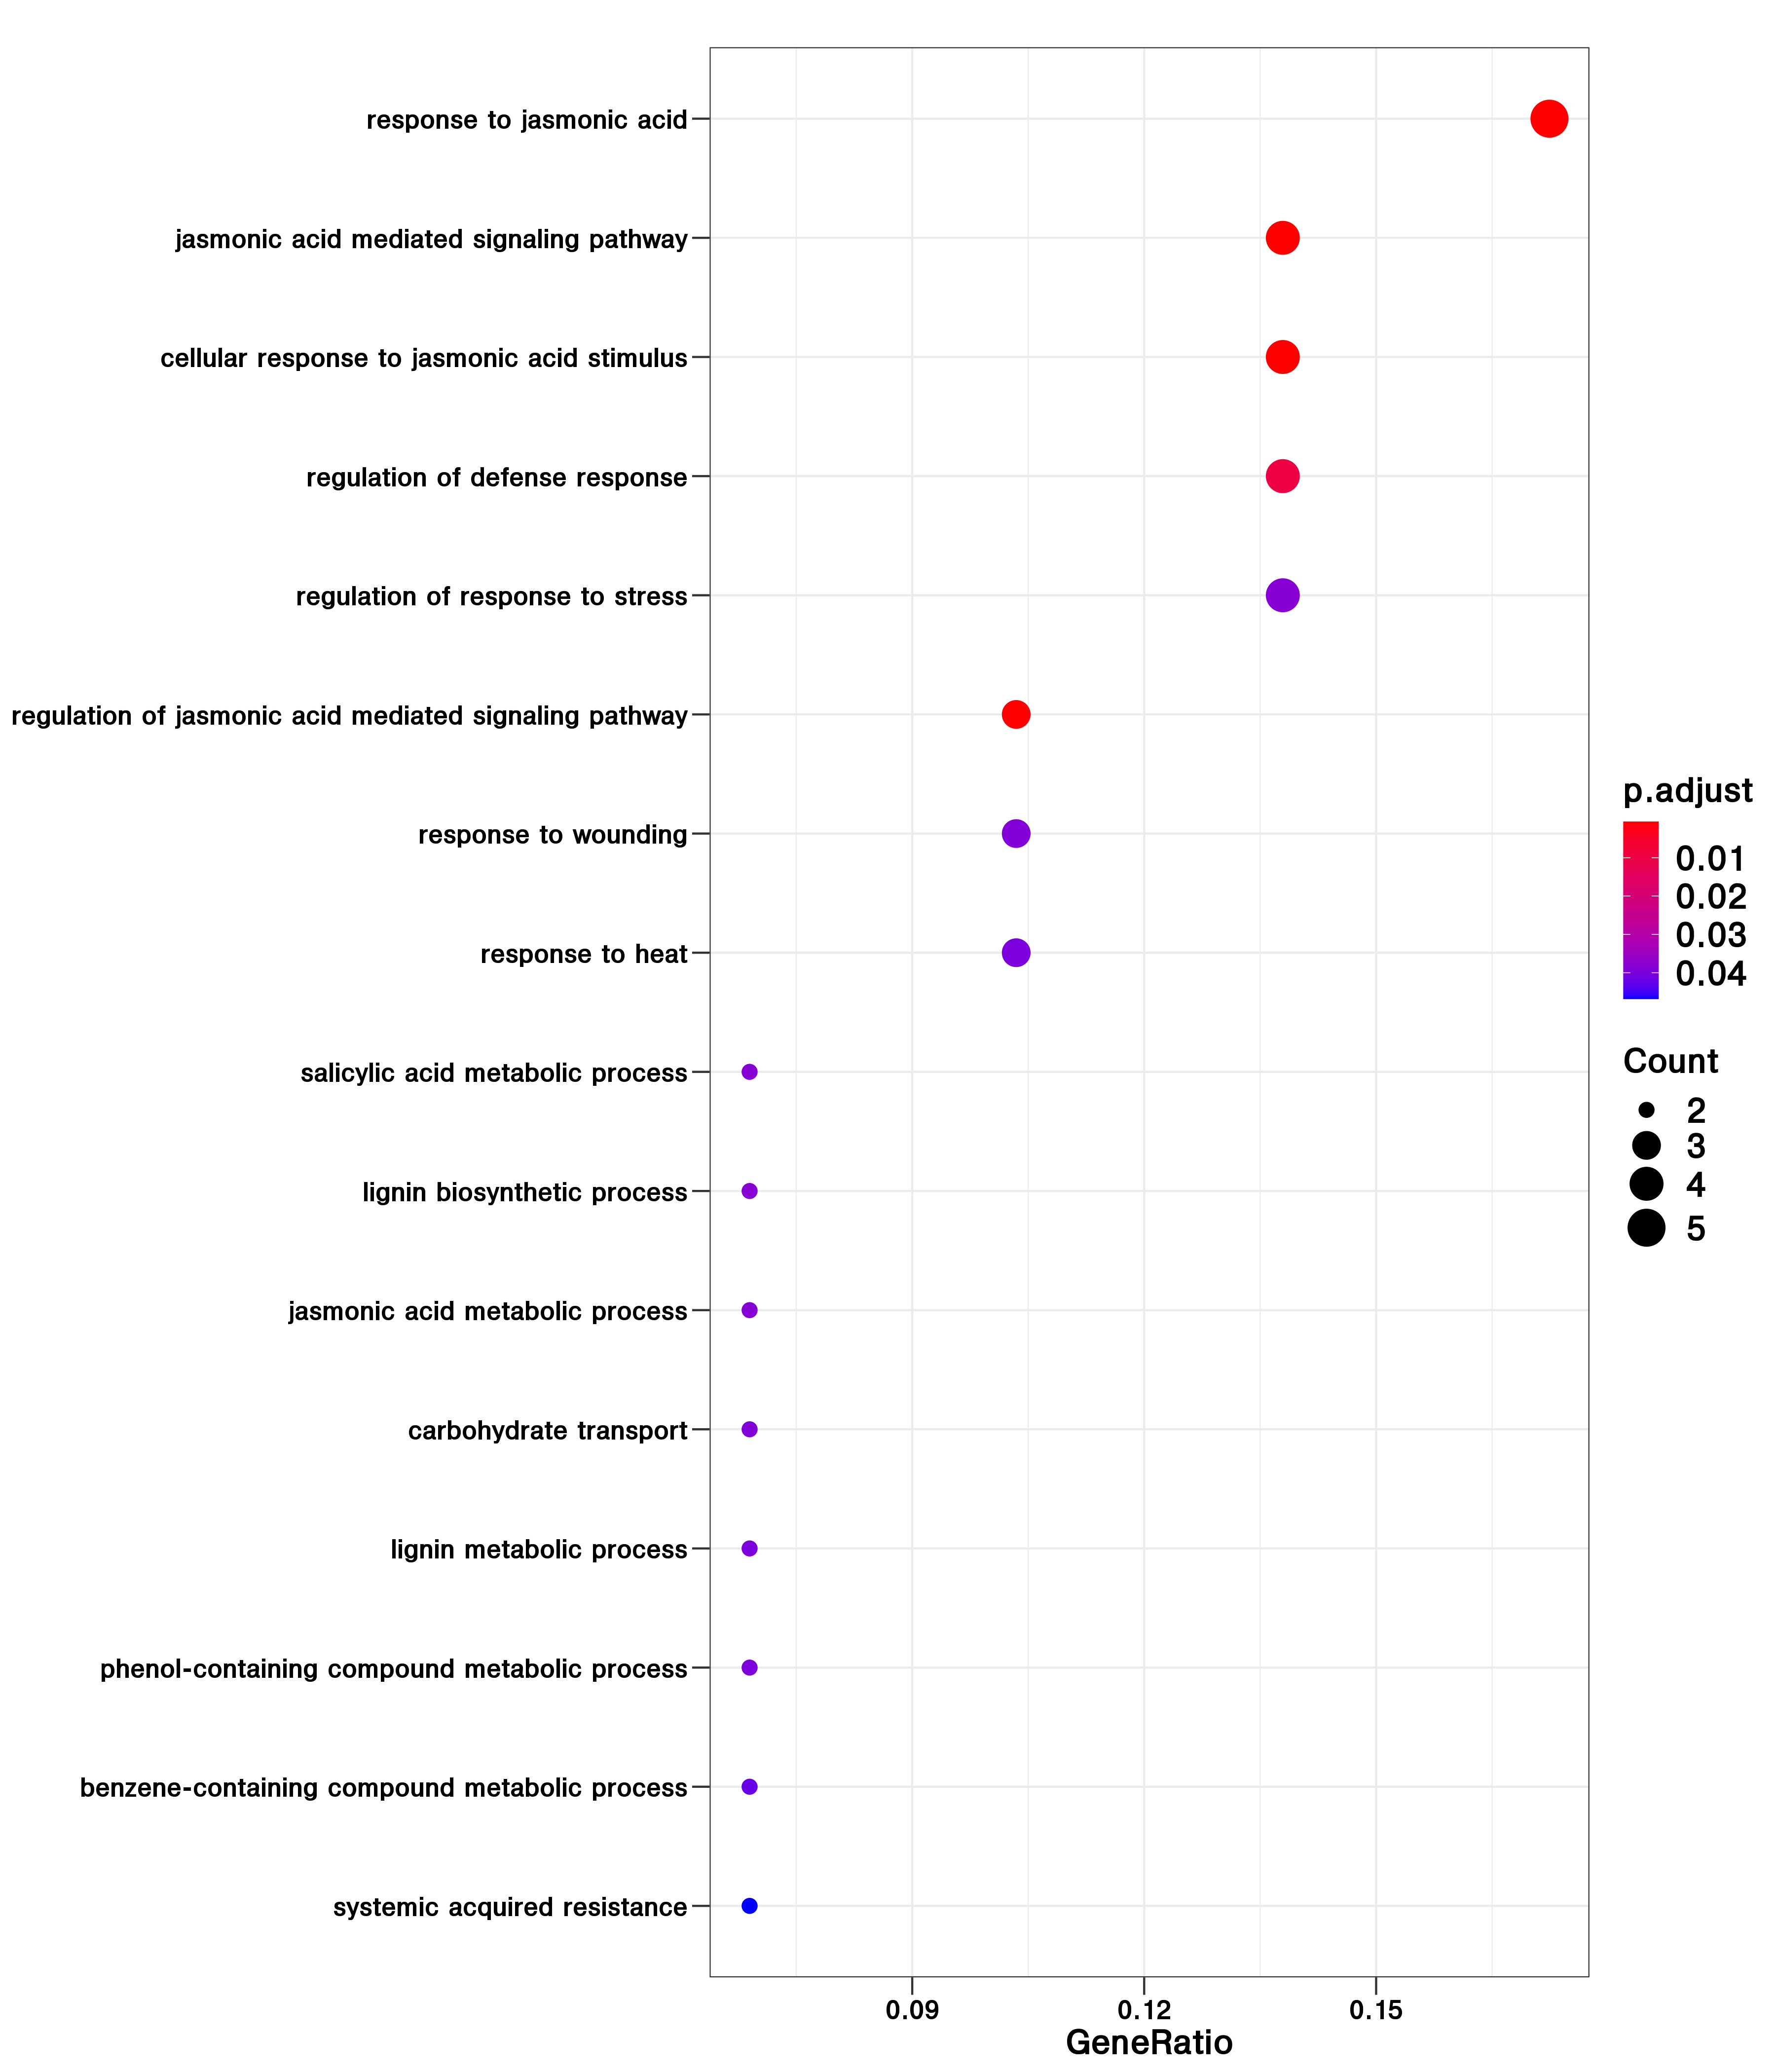 response to jasmonic acid
jasmonic acid mediated signaling pathway
cellular response to jasmonic acid stimulus
regulation of defense response
regulation of response to stress
regulation of jasmonic acid mediated signaling pathway
response to wounding
response to heat
salicylic acid metabolic process
lignin biosynthetic process
jasmonic acid metabolic process
carbohydrate transport
lignin metabolic process
phenol-containing compound metabolic process
benzene-containing compound metabolic process
systemic acquired resistance
0.09 0.12 0.15
GeneRatio
p.adjust
0.01
0.02
0.03
0.04
Count
2
3
4
5